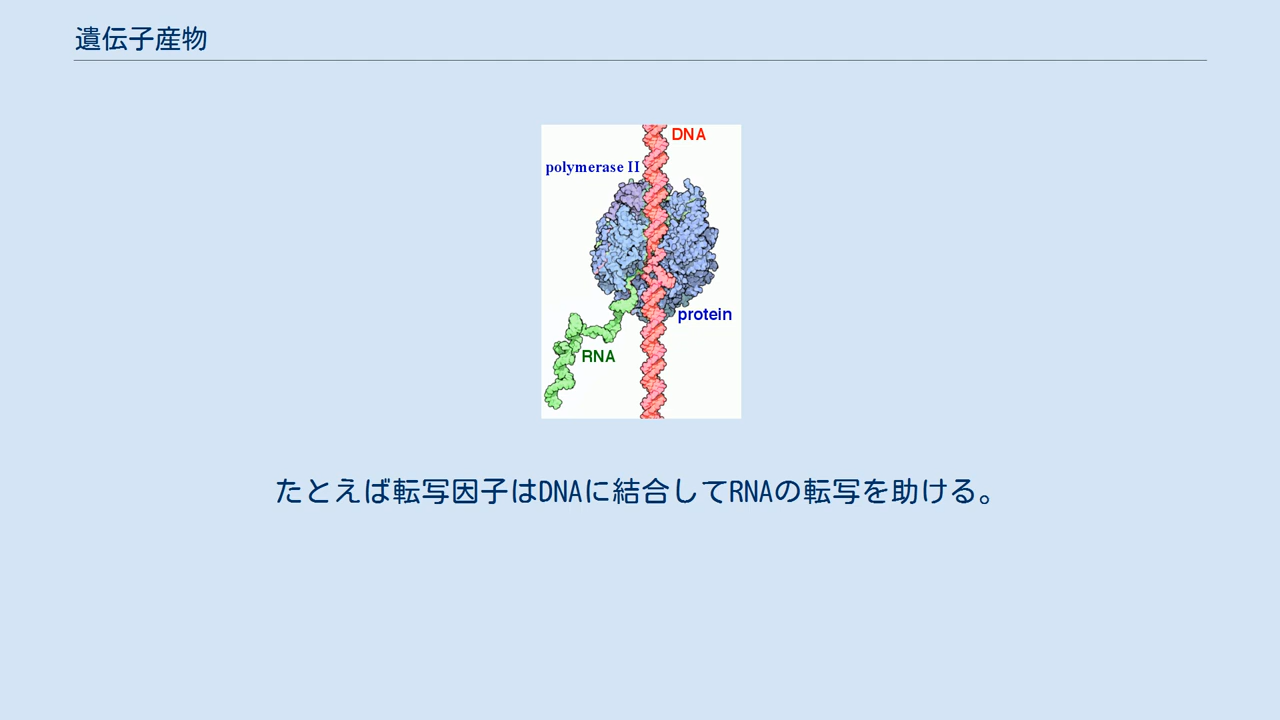 遺伝子産物
DNA
polymerase II
protein
RNA
たとえば転写因子はDNAに結合してRNAの転写を助ける。